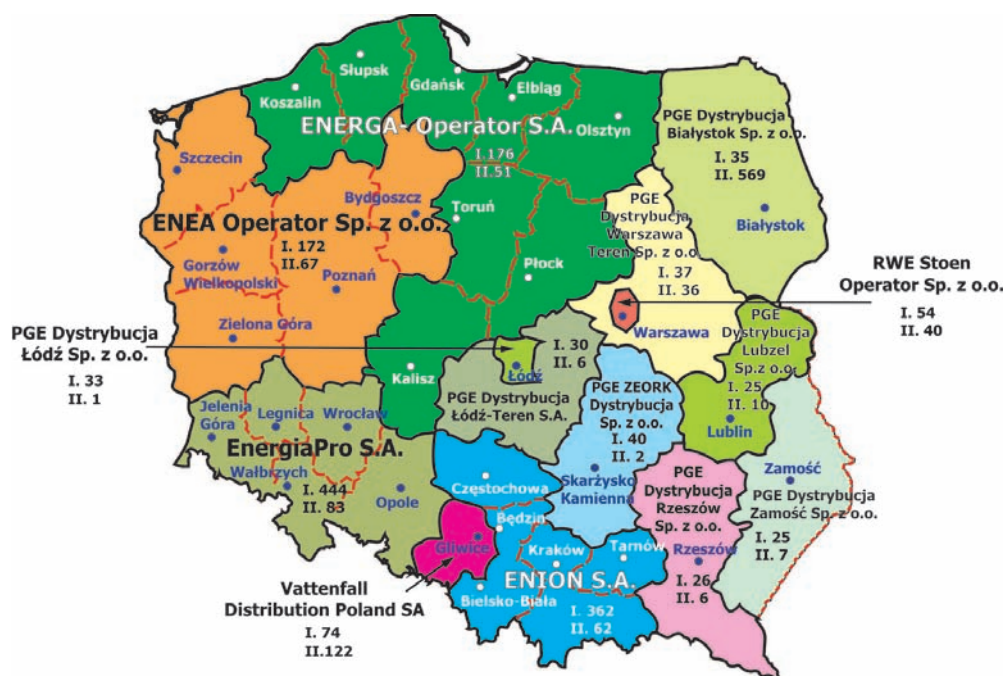 Słupsk
Gdańsk
Elbląg
Koszalin
Olsztyn
ENERGA- Operator S.A.
I.176
II.51
PGE Dystrybucja
Białystok Sp. z o.o.
I. 35
II. 569
Białystok
Szczecin
Bydgoszcz
ENEA Operator Sp. z o.o.
I. 172
II.67
Gorzów
Wielkopolski
Poznań
Zielona Góra
Toruń
Płock
Kalisz
PGE
Dystrybucja
Warszawa
Teren Sp. z o.o.
I. 37
II. 36
Warszawa
RWE Stoen
Operator Sp. z o.o.
I. 54
II. 40
PGE Dystrybucja
Łódź Sp. z o.o.
I. 33
II. 1
I. 30
II. 6
Łódź
PGE Dystrybucja
Łódź-Teren S.A.
PGE
Dystrybucja
Lubzel
Sp.z o.o.
I. 25
II. 10
Lublin
PGE ZEORK
Dystrybucja
Sp. z o.o.
I. 40
II. 2
Skarżysko
Kamienna
Jelenia
Góra
Legnica
Wrocław
EnergiaPro S.A.
Wałbrzych
I. 444
II. 83
Opole
Częstochowa
Będzin
Gliwice
Kraków
Tarnów
ENION S.A.
Bielsko-Biała
I. 362
II. 62
PGE
Dystrybucja
Rzeszów
Sp. z o.o.
Rzeszów
I. 26
II. 6
Zamość
PGE Dystrybucja
Zamość Sp. z o.o.
I. 25
II. 7
Vattenfall
Distribution Poland SA
I. 74
II.122